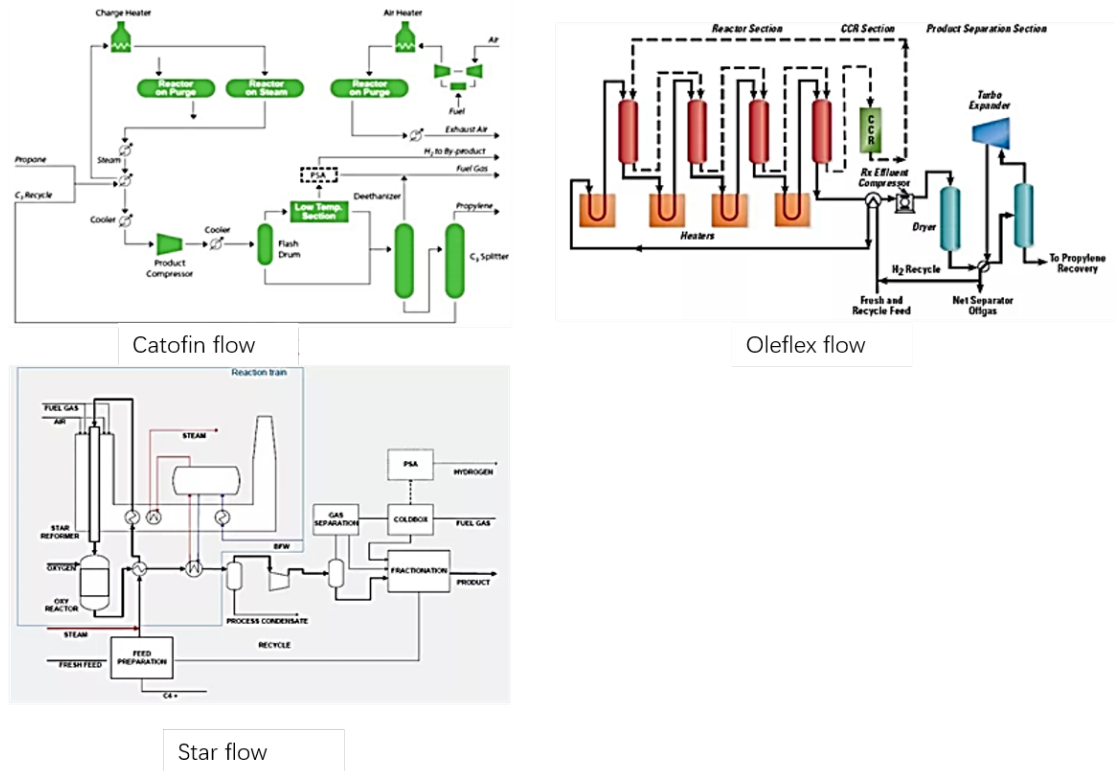 Charge Heater
Air Heater
Air
Reactor
on Purge
Reactor
on Steam
Reactor
on Purge
Fuel
Exhaust Air
H2 to By-product
Fuel Gas
PSA
Steam
Propane
C3 Recycle
Cooler
Low Temp.
Section
Deethanizer
Propylene
Cooler
Flash
Drum
C3 Splitter
Product
Compressor
Catofin flow
Reactor Section
CCR Section
Product Separation Section
Turbo
Expander
CCR
Rx Effluent
Compressor
Dryer
Heaters
H2 Recycle
To Propylene
Recovery
Fresh and
Recycle Feed
Net Separator
Offgas
Oleflex flow
Reaction train
FUEL GAS
AIR
STEAM
PSA
HYDROGEN
GAS
SEPARATION
COLDBOX
FUEL GAS
STAR
REFORMER
BFW
OXYGEN
FRACTIONATION
PRODUCT
OXY
REACTOR
PROCESS CONDENSATE
STEAM
FEED
PREPARATION
RECYCLE
FRESH FEED
C4 +
Star flow